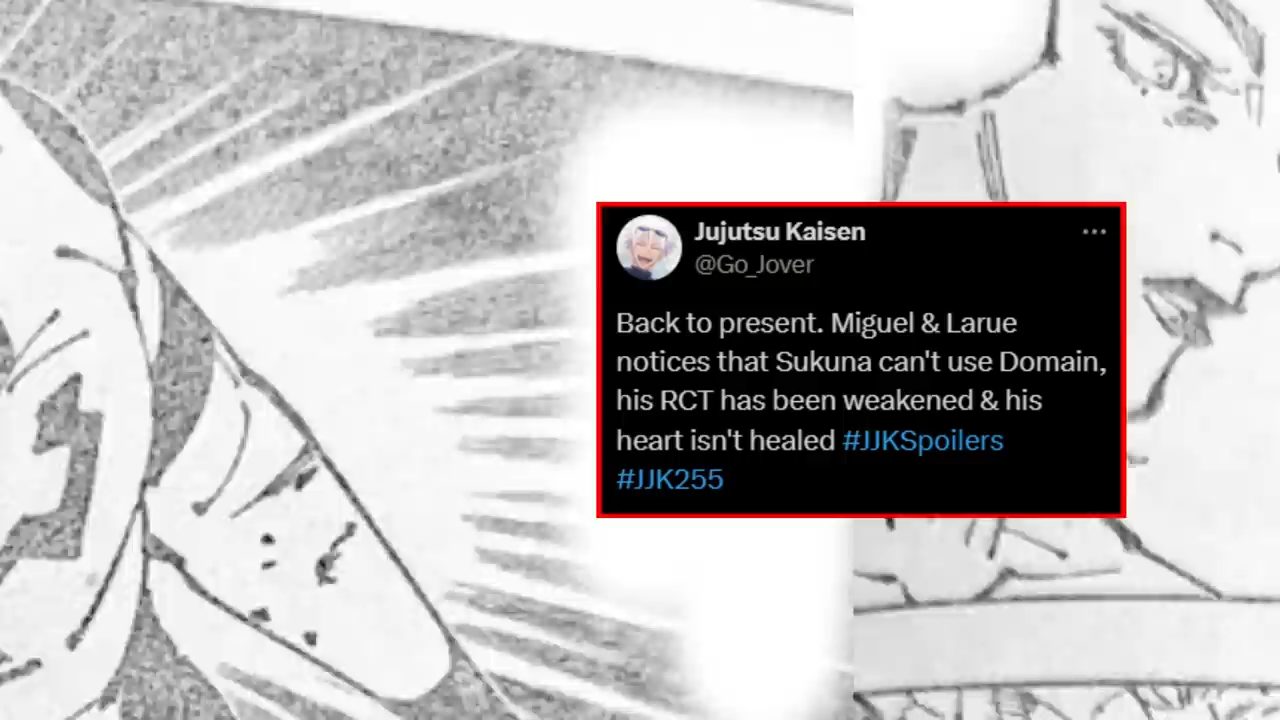 Jujutsu Kaisen
@Go_Jover
Back to present. Miguel & Larue
notices that Sukuna can't use Domain,
his RCT has been weakened & his
heart isn't healed #JJKSpoilers
#JJK255